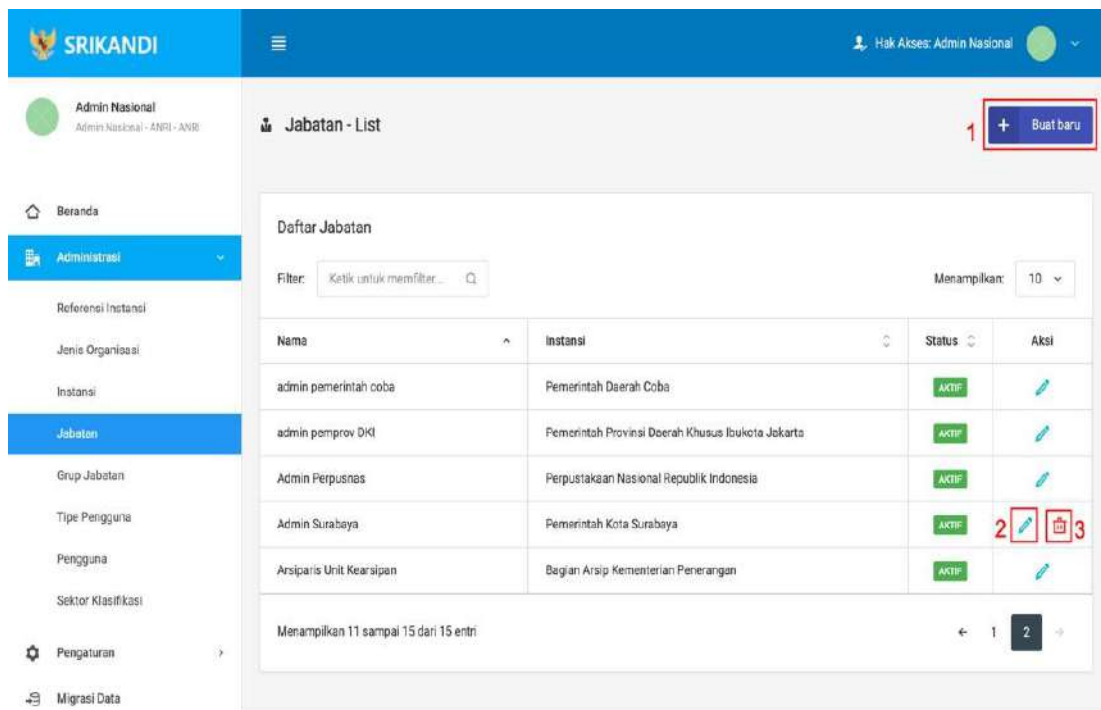 SRIKANDI
Hak Akses: Admin Nasional
Admin Nasional
Admin Nasional - ANRI - ANRI
Jabatan - List
1
+ Buat baru
Beranda
Administrasi
Referensi Instansi
Jenis Organisasi
Instansi
Jabatan
Grup Jabatan
Tipe Pengguna
Pengguna
Sektor Klasifikasi
Pengaturan
Migrasi Data
Daftar Jabatan
Filter: Ketik untuk memfilter...
Menampilkan: 10
Nama Instansi Status Aksi
admin pemerintah coba Pemerintah Daerah Coba AKTIF
admin pemprov DKI Pemerintah Provinsi Daerah Khusus Ibukota Jakarta AKTIF
Admin Perpusnas Perpustakaan Nasional Republik Indonesia AKTIF
Admin Surabaya Pemerintah Kota Surabaya AKTIF 2 3
Arsiparis Unit Kearsipan Bagian Arsip Kementerian Penerangan AKTIF
Menampilkan 11 sampai 15 dari 15 entri
← 1 2 →